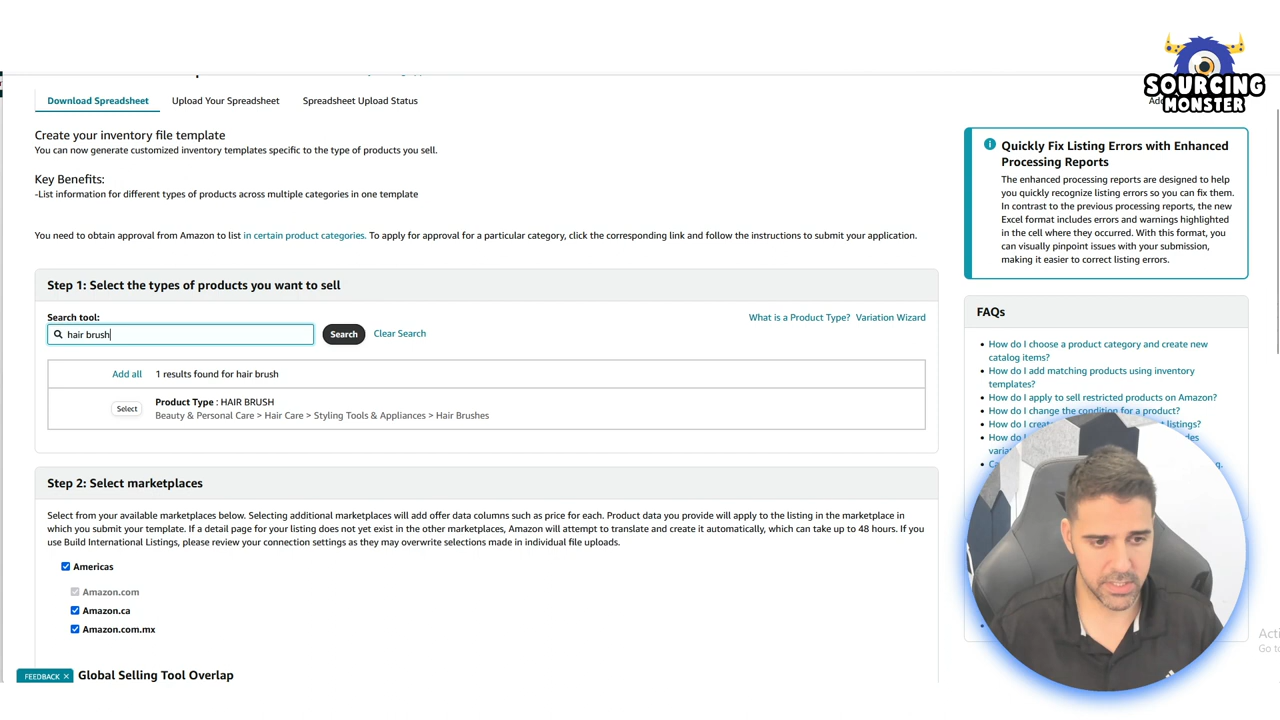 SOURCING
MONSTER
Download Spreadsheet
Upload Your Spreadsheet
Spreadsheet Upload Status
Create your inventory file template
You can now generate customized inventory templates specific to the type of products you sell.
Key Benefits:
-List information for different types of products across multiple categories in one template
You need to obtain approval from Amazon to list in certain product categories. To apply for approval for a particular category, click the corresponding link and follow the instructions to submit your application.
Step 1: Select the types of products you want to sell
Search tool:
What is a Product Type?
Variation Wizard
hair brush
Search
Clear Search
Add all
1 results found for hair brush
Select
Product Type : HAIR BRUSH
Beauty & Personal Care > Hair Care > Styling Tools & Appliances > Hair Brushes
Step 2: Select marketplaces
Select from your available marketplaces below. Selecting additional marketplaces will add offer data columns such as price for each. Product data you provide will apply to the listing in the marketplace in
which you submit your template. If a detail page for your listing does not yet exist in the other marketplaces, Amazon will attempt to translate and create it automatically, which can take up to 48 hours. If you
use Build International Listings, please review your connection settings as they may overwrite selections made in individual file uploads.
Americas
Amazon.com
Amazon.ca
Amazon.com.mx
FEEDBACK ×
Global Selling Tool Overlap
Quickly Fix Listing Errors with Enhanced
Processing Reports
The enhanced processing reports are designed to help
you quickly recognize listing errors so you can fix them.
In contrast to the previous processing reports, the new
Excel format includes errors and warnings highlighted
in the cell where they occurred. With this format, you
can visually pinpoint issues with your submission,
making it easier to correct listing errors.
FAQs
• How do I choose a product category and create new
catalog items?
• How do I add matching products using inventory
templates?
• How do I apply to sell restricted products on Amazon?
• How do I change the condition for a product?
• How do I
listings?
• How do